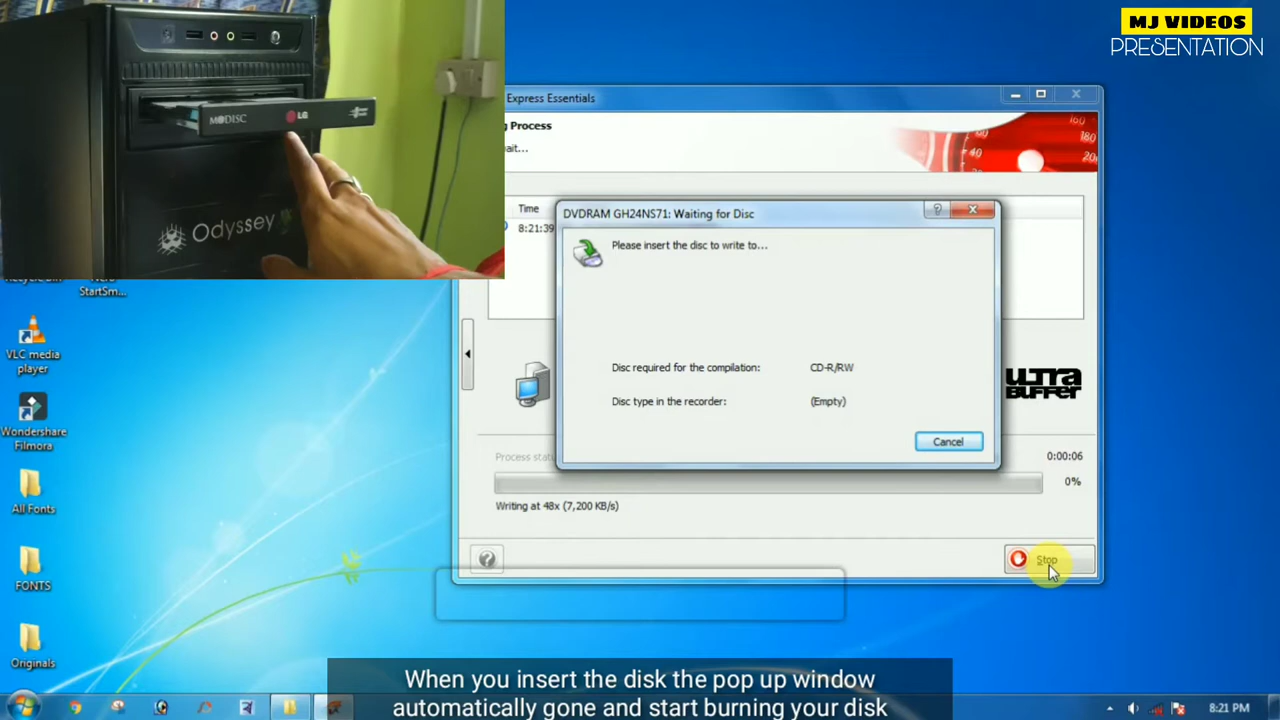 MJ VIDEOS
PRESENTATION
M DISC
LG
Odyssey
Express Essentials
Process
ait...
Time
8:21:39
DVDRAM GH24NS71: Waiting for Disc
Please insert the disc to write to...
Disc required for the compilation: CD-R/RW
Disc type in the recorder: (Empty)
Cancel
ULTRA
BUFFER
Process statu
0:00:06
0%
Writing at 48x (7,200 KB/s)
Stop
StartSm...
VLC media
player
Wondershare
Filmora
All Fonts
FONTS
Originals
When you insert the disk the pop up window
automatically gone and start burning your disk
8:21 PM